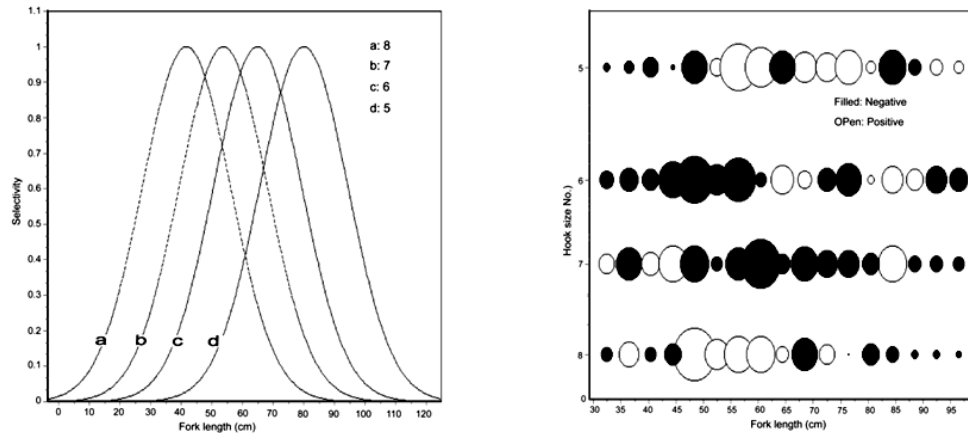 1.1
1
0.9
0.8
0.7
0.6
0.5
0.4
0.3
0.2
0.1
0
Selectivity
a: 8
b: 7
c: 6
d: 5
a b c d
0 10 20 30 40 50 60 70 80 90 100 110 120
Fork length (cm)
Hook size No.)
5
6
7
8
0
Filled: Negative
OPen: Positive
30 35 40 45 50 55 60 65 70 75 80 85 90 95
Fork length (cm)